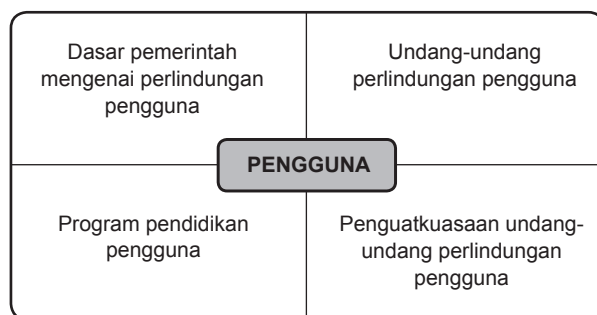 Dasar pemerintah
mengenai perlindungan
pengguna
Undang-undang
perlindungan pengguna
PENGGUNA
Program pendidikan
pengguna
Penguatkuasaan undang-
undang perlindungan
pengguna